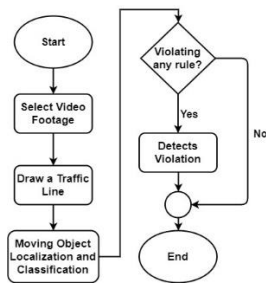 Start
Select Video
Footage
Draw a Traffic
Line
Moving Object
Localization and
Classification
Violating
any rule?
Yes
No
Detects
Violation
End